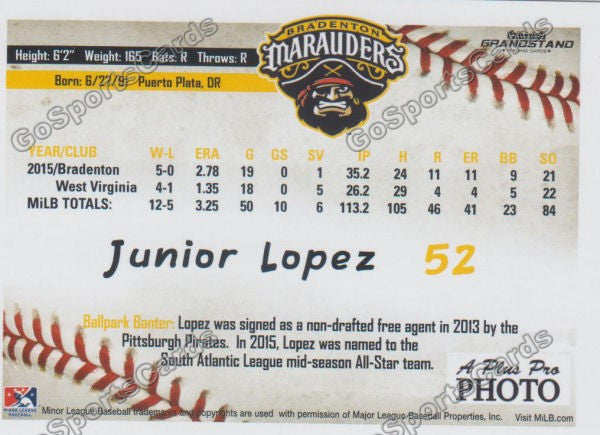 BRADENTON
MARAUDERS
GRANDSTAND
TRADING CARDS
Height: 6'2" Weight: 165 Bats: R Throws: R
Born: 6/27/91 Puerto Plata, DR
YEAR/CLUB W-L ERA G GS SV IP H R ER BB SO
2015/Bradenton 5-0 2.78 19 0 1 35.2 24 11 11 9 21
West Virginia 4-1 1.35 18 0 5 26.2 29 4 4 5 22
MiLB TOTALS: 12-5 3.25 50 10 6 113.2 105 46 41 23 84
Junior Lopez 52
Ballpark Banter: Lopez was signed as a non-drafted free agent in 2013 by the
Pittsburgh Pirates. In 2015, Lopez was named to the
South Atlantic League mid-season All-Star team.
A Plus Pro
PHOTO
MINOR LEAGUE
BASEBALL
Minor League Baseball trademarks and copyrights are used with permission of Major League Baseball Properties, Inc. Visit MiLB.com
GoSportsCards
GoSportsCards
GoSportsCards
GoSportsCards